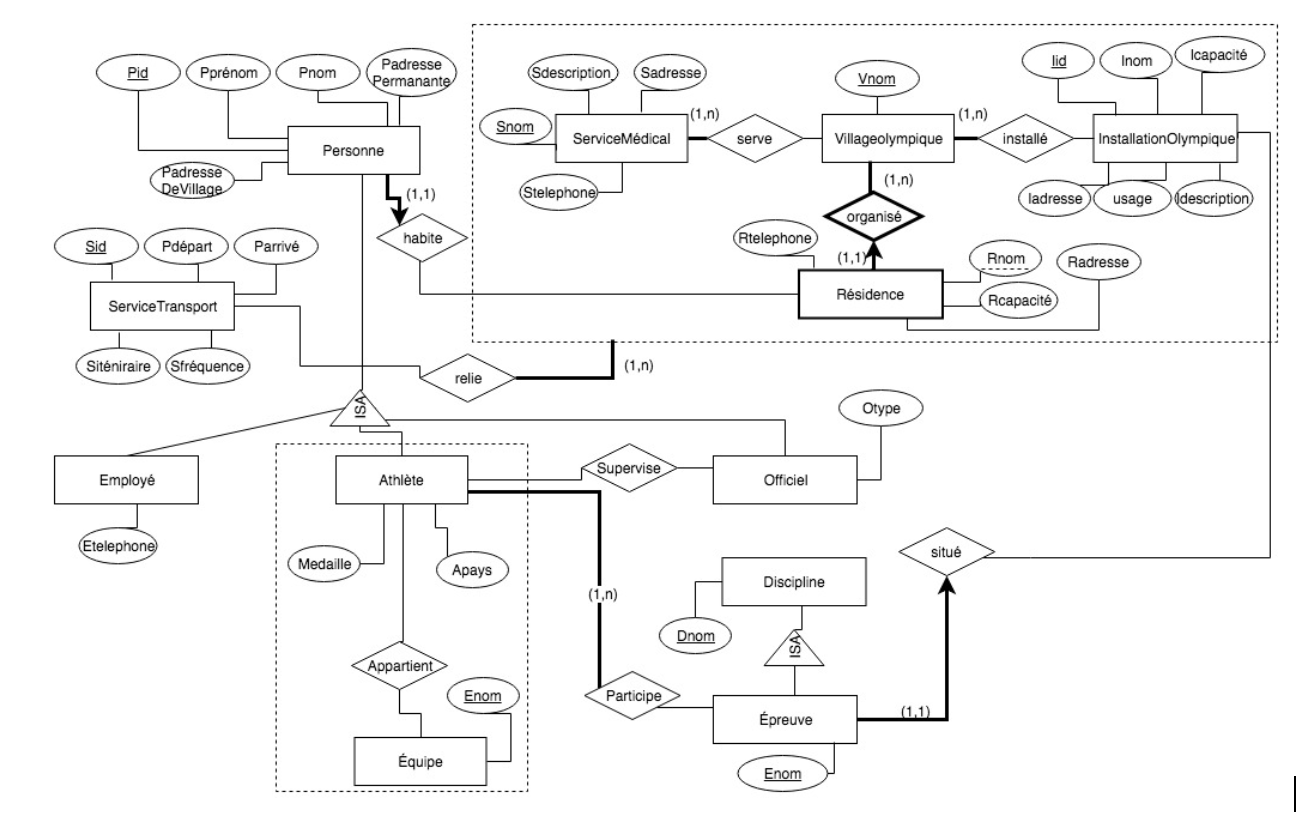 Pid
Pprénom
Pnom
Padresse
Permanante
Personne
Padresse
DeVillage
(1,1)
habite
Sdescription
Sadresse
Snom
ServiceMédical
Stelephone
(1,n)
serve
Vnom
Villageolympique
(1,n)
installé
Iid
Inom
Icapacité
InstallationOlympique
Iadresse
usage
Idescription
(1,n)
organisé
(1,1)
Rtelephone
Résidence
Rnom
Rcapacité
Radresse
Sid
Pdépart
Parrivé
ServiceTransport
Siténiraire
Sfréquence
relie
(1,n)
ISA
Employé
Etelephone
Athlète
Medaille
Apays
Supervise
Officiel
Otype
Appartient
Enom
Équipe
(1,n)
Participe
Discipline
Dnom
ISA
Épreuve
Enom
(1,1)
situé